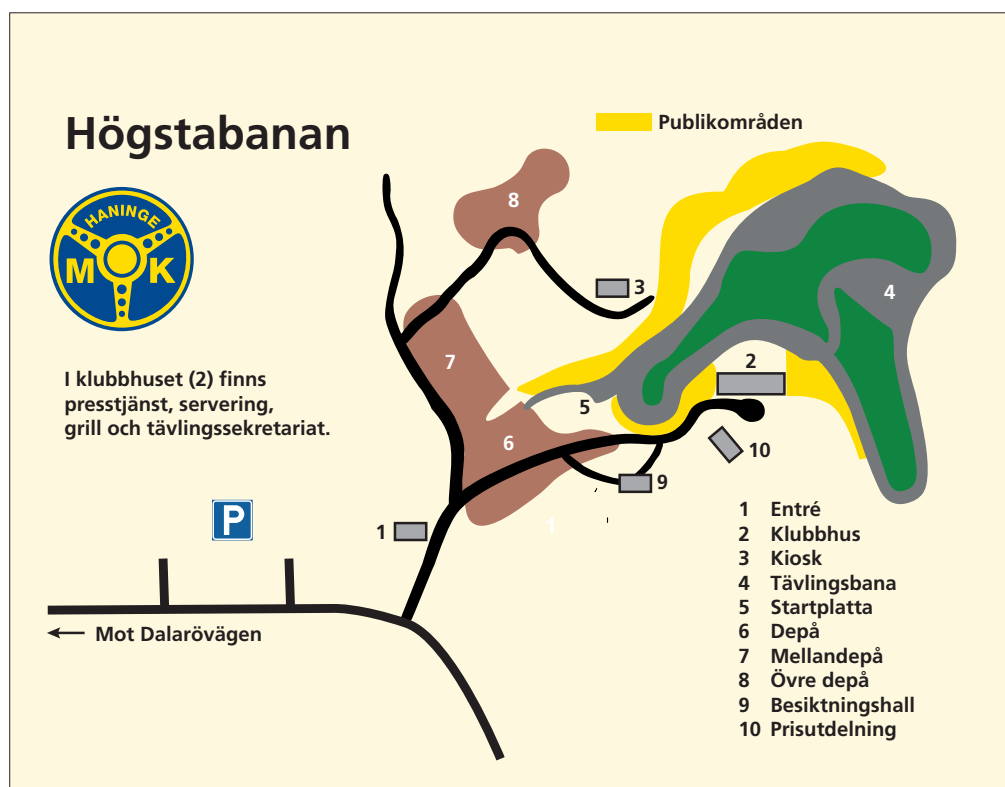 Högstabanan
Publikområden
HANINGE
M K
I klubbhuset (2) finns
presstjänst, servering,
grill och tävlingssekretariat.
8
3
4
7
2
5
6
10
9
1
1
P
Mot Dalarövägen
1 Entré
2 Klubbhus
3 Kiosk
4 Tävlingsbana
5 Startplatta
6 Depå
7 Mellandepå
8 Övre depå
9 Besiktningshall
10 Prisutdelning